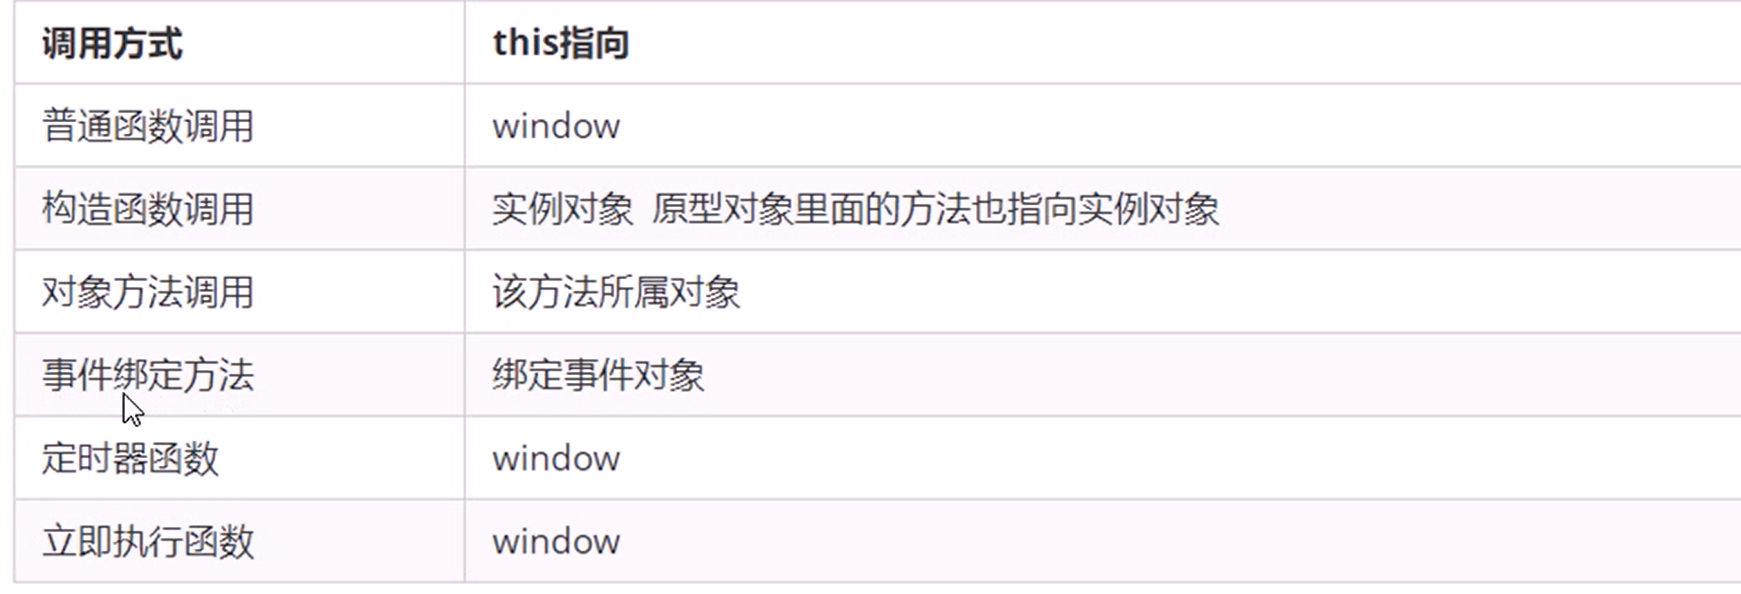 调用方式 this指向
普通函数调用 window
构造函数调用 实例对象 原型对象里面的方法也指向实例对象
对象方法调用 该方法所属对象
事件绑定方法 绑定事件对象
定时器函数 window
立即执行函数 window